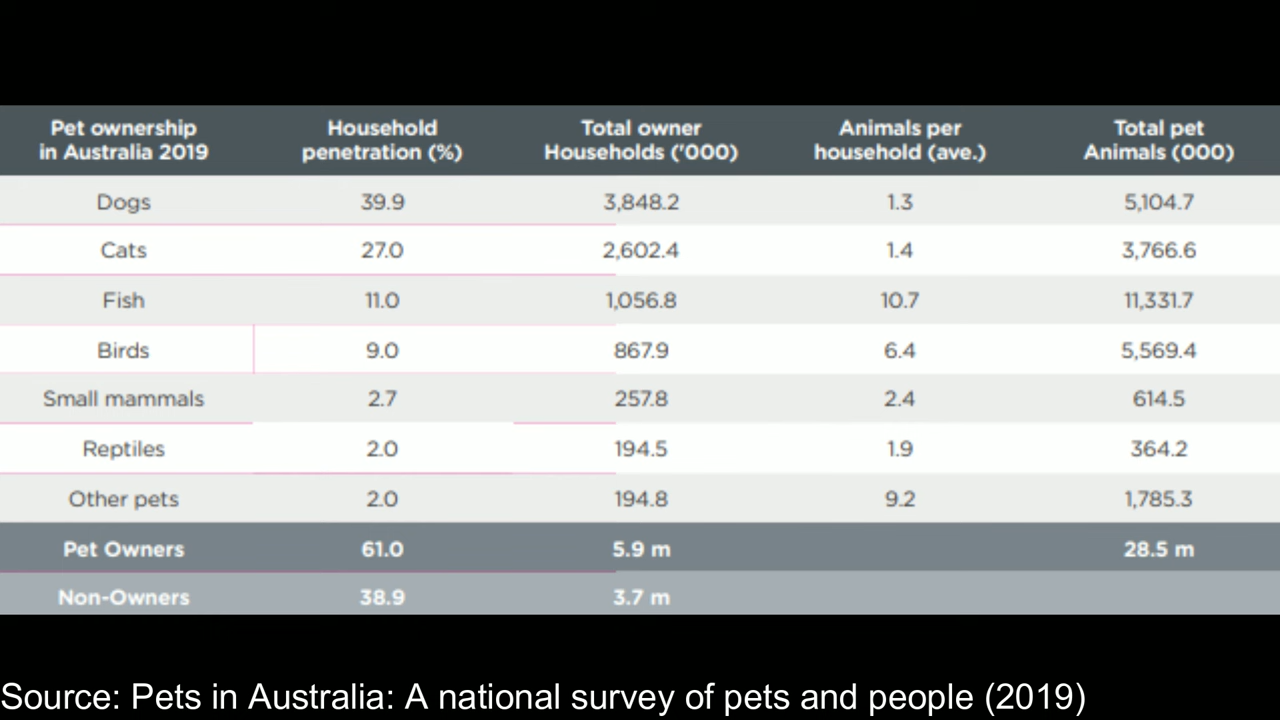 Pet ownership in Australia 2019 Household penetration (%) Total owner Households ('000) Animals per household (ave.) Total pet Animals (000)
Dogs 39.9 3,848.2 1.3 5,104.7
Cats 27.0 2,602.4 1.4 3,766.6
Fish 11.0 1,056.8 10.7 11,331.7
Birds 9.0 867.9 6.4 5,569.4
Small mammals 2.7 257.8 2.4 614.5
Reptiles 2.0 194.5 1.9 364.2
Other pets 2.0 194.8 9.2 1,785.3
Pet Owners 61.0 5.9 m 28.5 m
Non-Owners 38.9 3.7 m
Source: Pets in Australia: A national survey of pets and people (2019)